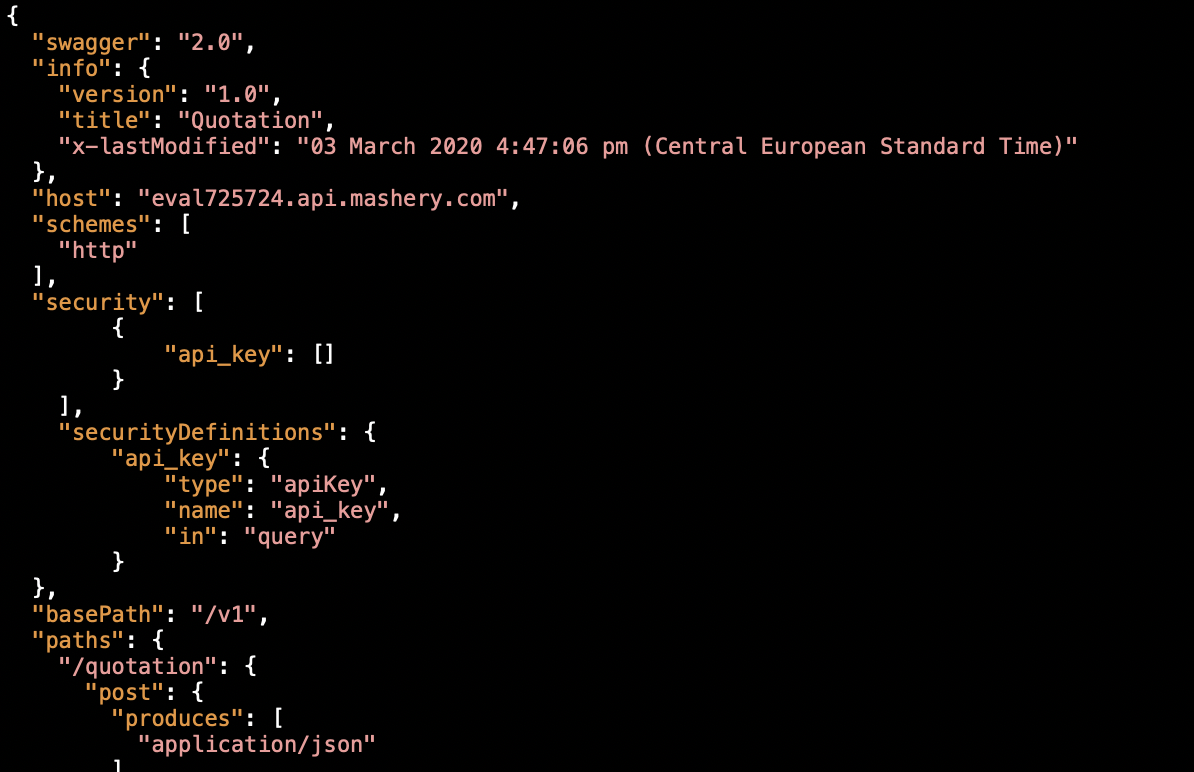 {
  "swagger": "2.0",
  "info": {
    "version": "1.0",
    "title": "Quotation",
    "x-lastModified": "03 March 2020 4:47:06 pm (Central European Standard Time)"
  },
  "host": "eval725724.api.mashery.com",
  "schemes": [
    "http"
  ],
  "security": [
        {
            "api_key": []
        }
    ],
    "securityDefinitions": {
        "api_key": {
            "type": "apiKey",
            "name": "api_key",
            "in": "query"
        }
  },
  "basePath": "/v1",
  "paths": {
    "/quotation": {
      "post": {
        "produces": [
          "application/json"
        ]